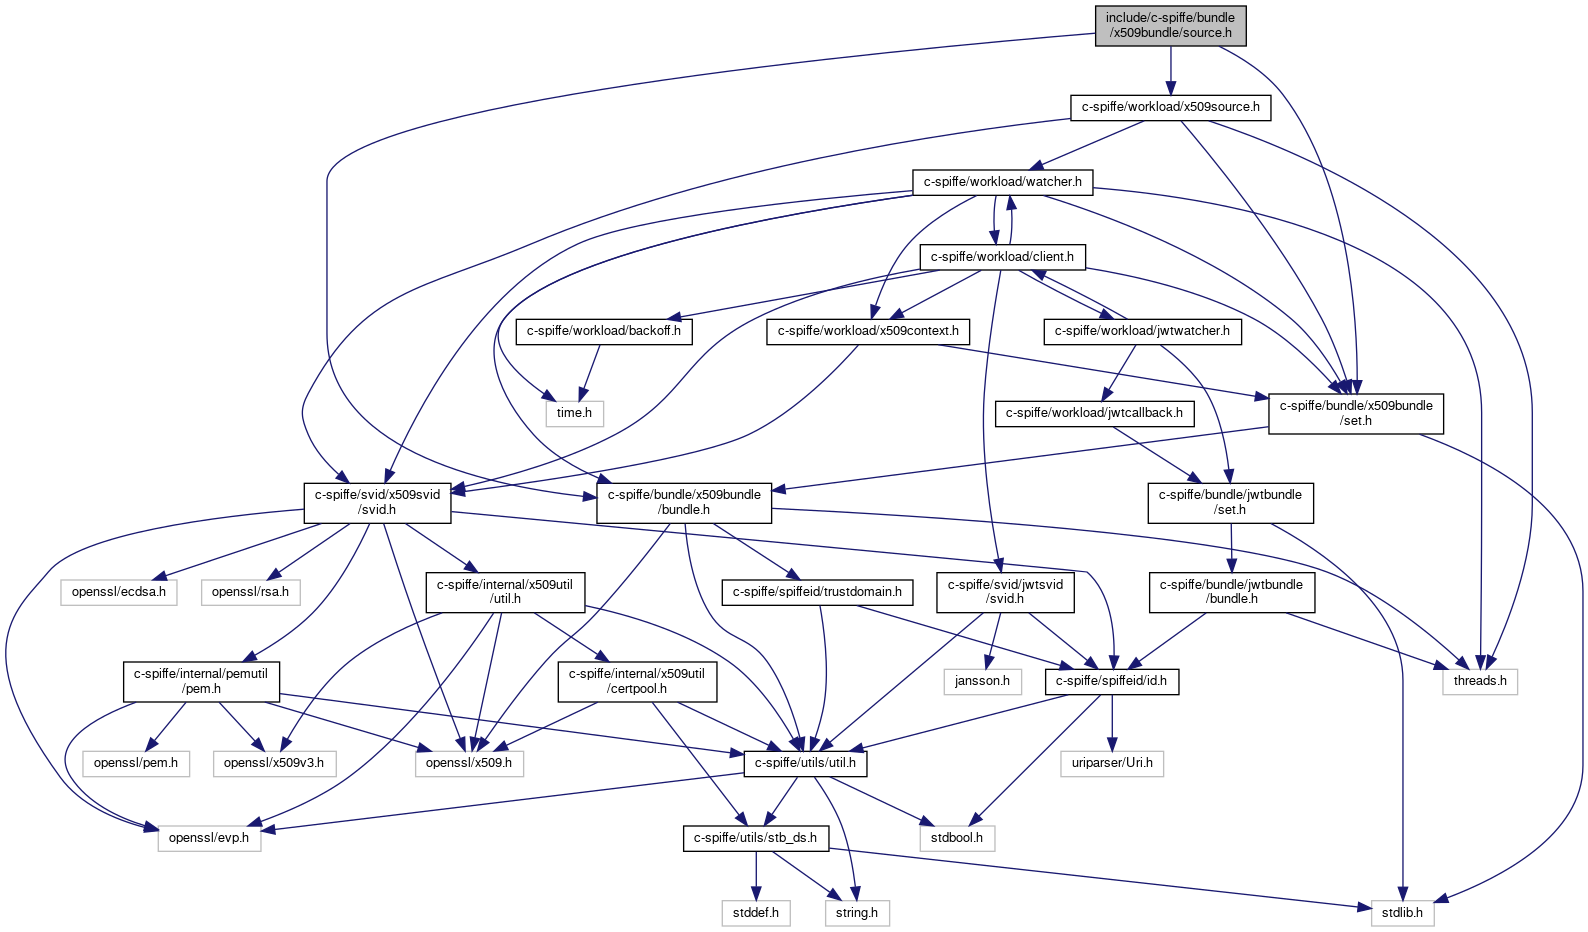 include/c-spiffe/bundle
/x509bundle/source.h
c-spiffe/workload/x509source.h
c-spiffe/workload/watcher.h
c-spiffe/workload/client.h
c-spiffe/workload/backoff.h
c-spiffe/workload/x509context.h
c-spiffe/workload/jwtwatcher.h
time.h
c-spiffe/workload/jwtcallback.h
c-spiffe/bundle/x509bundle
/set.h
c-spiffe/svid/x509svid
/svid.h
c-spiffe/bundle/x509bundle
/bundle.h
c-spiffe/bundle/jwtbundle
/set.h
openssl/ecdsa.h
openssl/rsa.h
c-spiffe/internal/x509util
/util.h
c-spiffe/spiffeid/trustdomain.h
c-spiffe/svid/jwtsvid
/svid.h
c-spiffe/bundle/jwtbundle
/bundle.h
c-spiffe/internal/pemutil
/pem.h
c-spiffe/internal/x509util
/certpool.h
jansson.h
c-spiffe/spiffeid/id.h
threads.h
openssl/pem.h
openssl/x509v3.h
openssl/x509.h
c-spiffe/utils/util.h
uriparser/Uri.h
openssl/evp.h
c-spiffe/utils/stb_ds.h
stdbool.h
stddef.h
string.h
stdlib.h